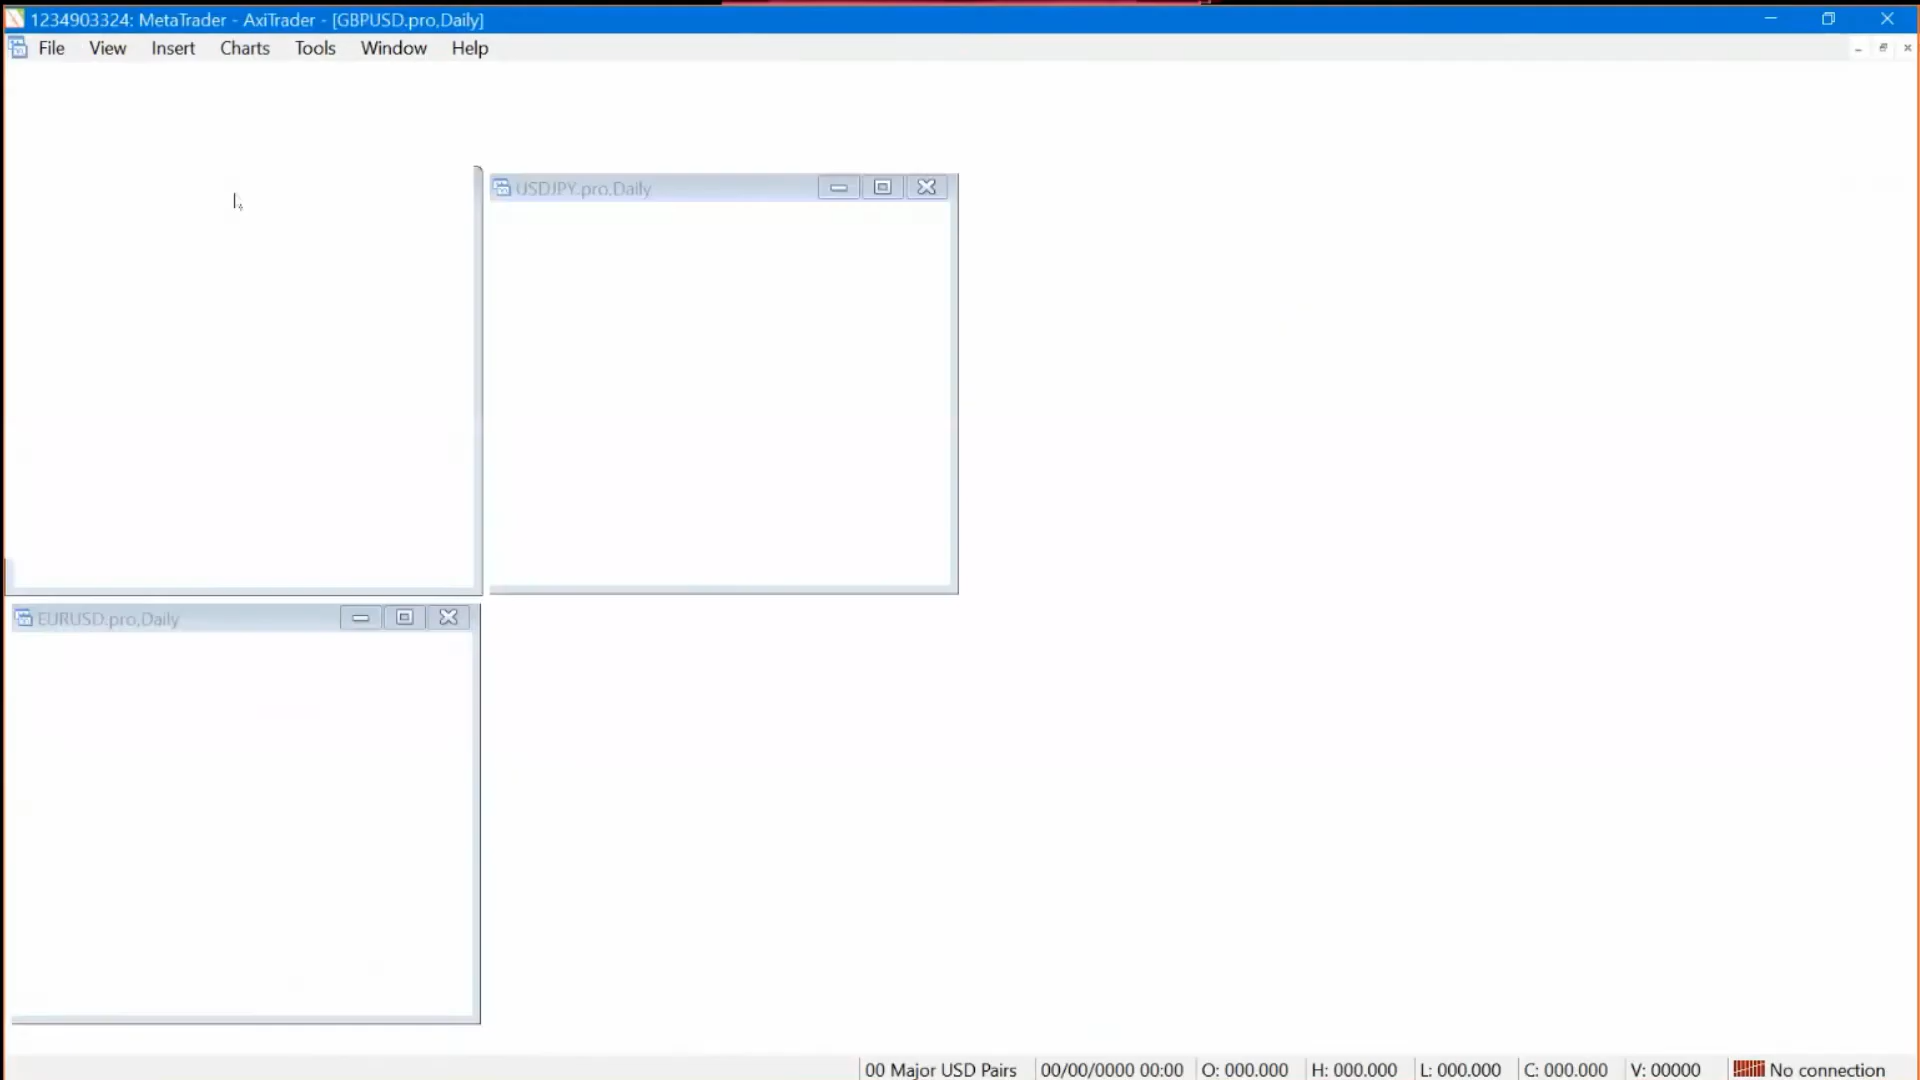 1234903324: MetaTrader - AxiTrader - [GBPUSD.pro,Daily]
File View Insert Charts Tools Window Help
USDJPY.pro,Daily
EURUSD.pro,Daily
00 Major USD Pairs 00/00/0000 00:00 O: 000.000 H: 000.000 L: 000.000 C: 000.000 V: 00000 No connection